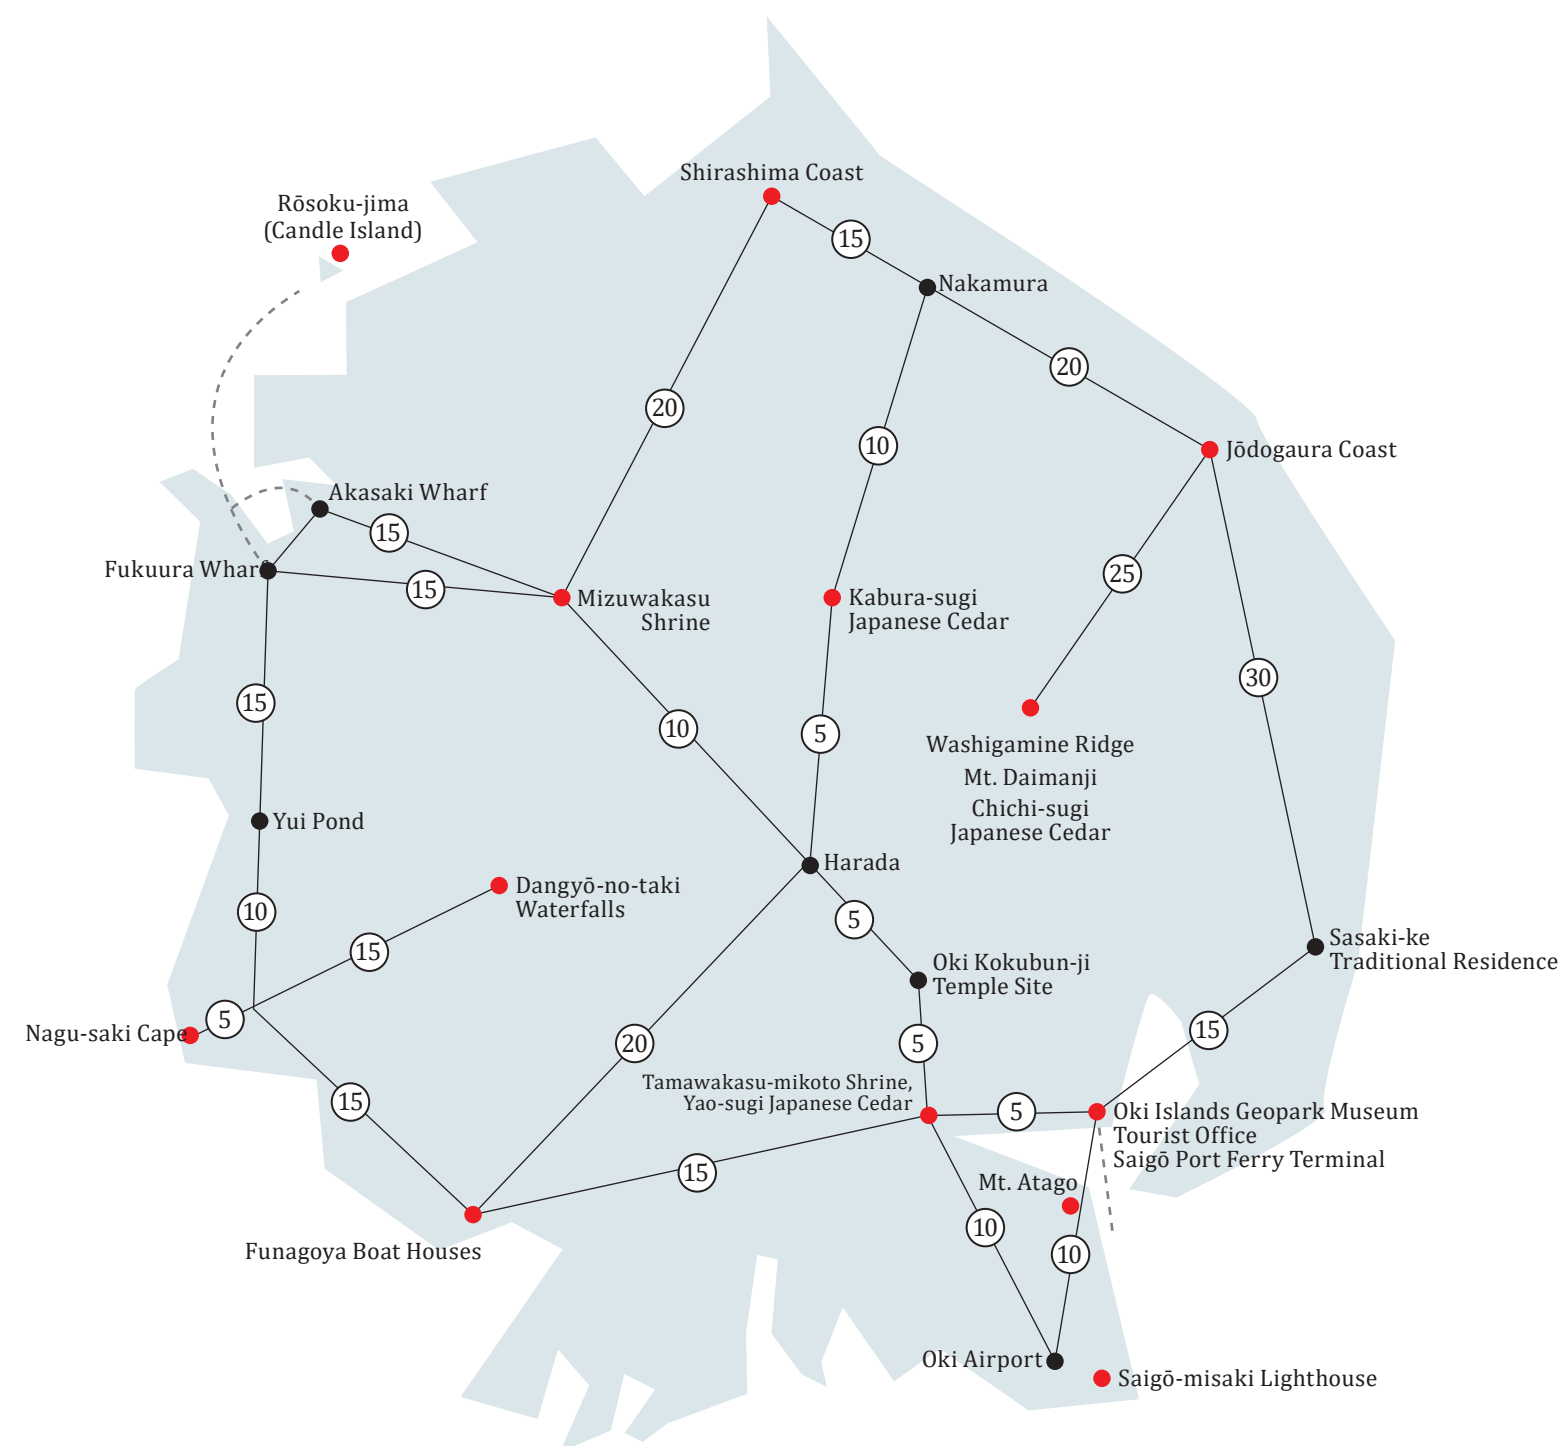 Shirashima Coast
Rōsoku-jima
(Candle Island)
15
Nakamura
20
20
10
Jōdogaura Coast
Akasaki Wharf
15
Fukuura Wharf
15
25
Mizuwakasu
Shrine
Kabura-sugi
Japanese Cedar
30
15
10
5
Washigamine Ridge
Mt. Daimanji
Chichi-sugi
Japanese Cedar
Yui Pond
Harada
Dangyō-no-taki
Waterfalls
10
5
15
Sasaki-ke
Traditional Residence
Oki Kokubun-ji
Temple Site
5
Nagu-saki Cape
20
5
15
Tamawakasu-mikoto Shrine,
Yao-sugi Japanese Cedar
15
5
Oki Islands Geopark Museum
Tourist Office
Saigō Port Ferry Terminal
15
Mt. Atago
10
10
Funagoya Boat Houses
Oki Airport
Saigō-misaki Lighthouse